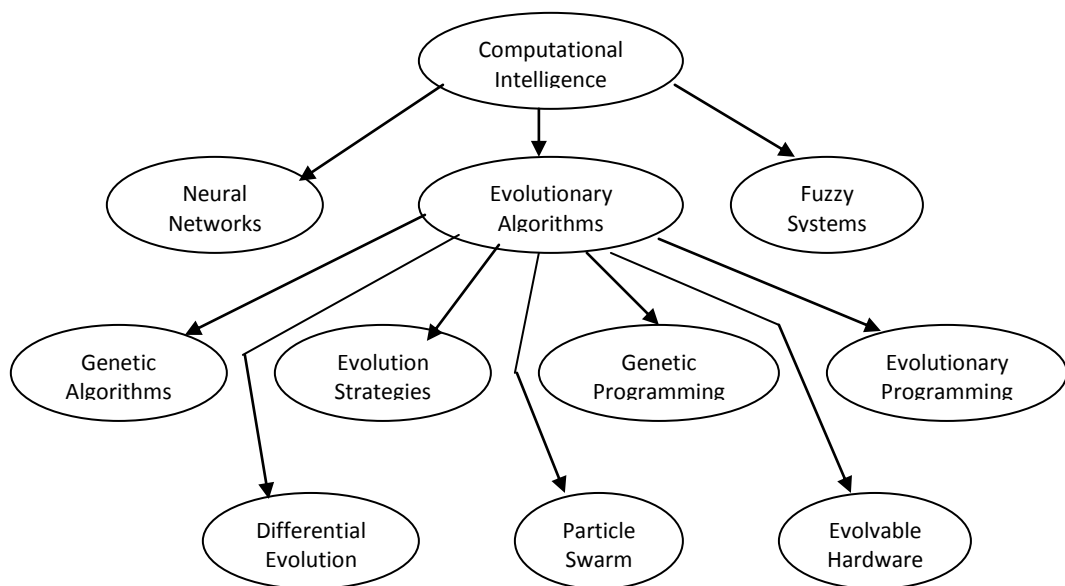 Computational
Intelligence
Neural
Networks
Evolutionary
Algorithms
Fuzzy
Systems
Genetic
Algorithms
Evolution
Strategies
Genetic
Programming
Evolutionary
Programming
Differential
Evolution
Particle
Swarm
Evolvable
Hardware